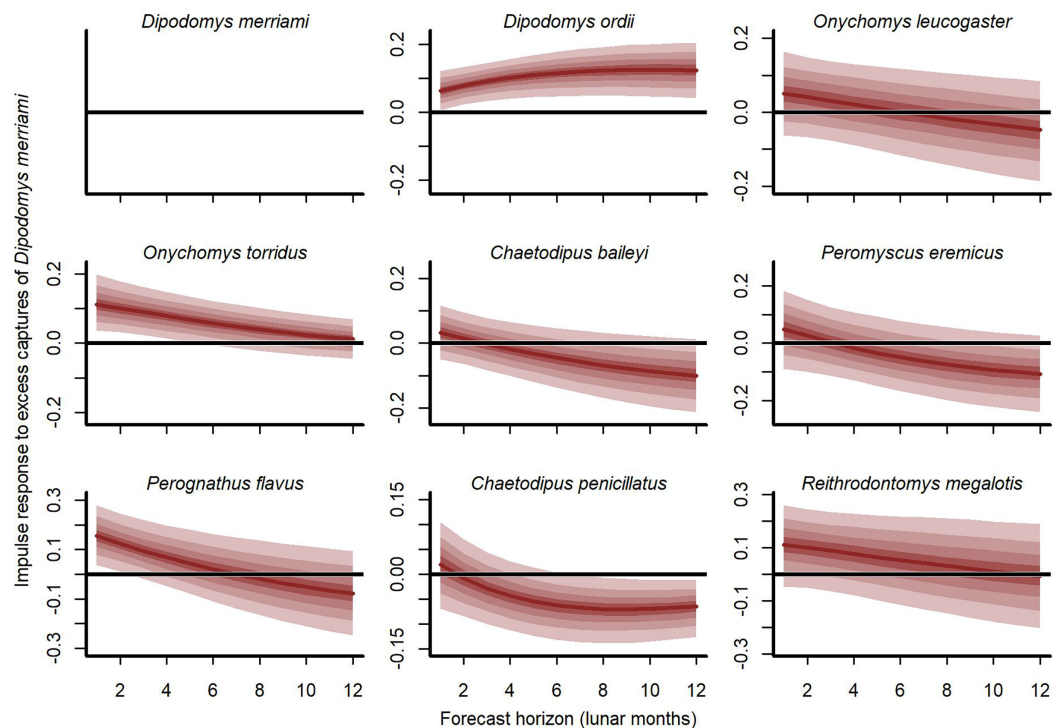 Dipodomys merriami
Dipodomys ordii
Onychomys leucogaster
0.2
0.0
-0.2
0.2
0.0
-0.2
Onychomys torridus
Chaetodipus baileyi
Peromyscus eremicus
0.2
0.0
-0.2
0.2
0.0
-0.2
0.2
0.0
-0.2
Perognathus flavus
Chaetodipus penicillatus
Reithrodontomys megalotis
0.3
0.1
-0.1
-0.3
0.15
0.00
-0.15
0.3
0.1
-0.1
-0.3
2 4 6 8 10 12
2 4 6 8 10 12
2 4 6 8 10 12
Impulse response to excess captures of Dipodomys merriami
Forecast horizon (lunar months)